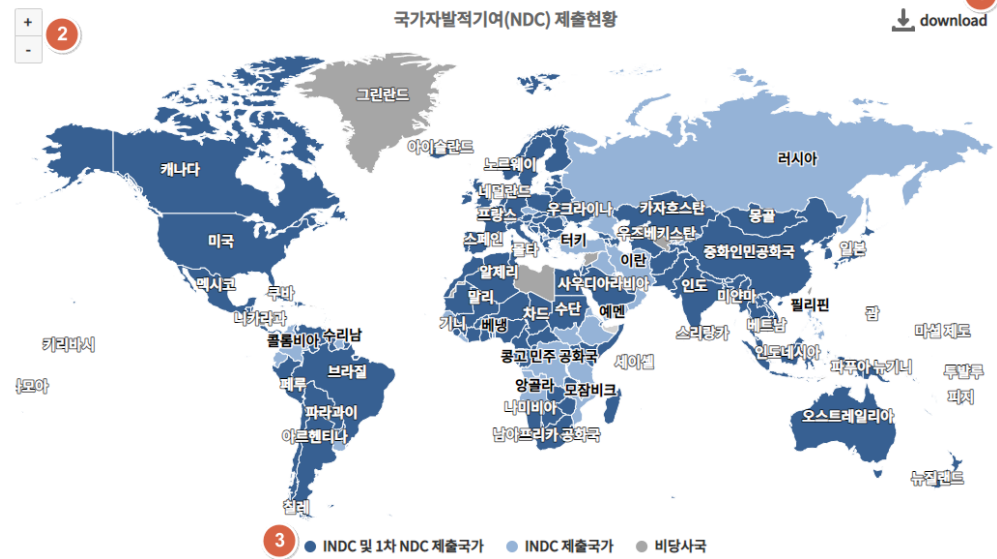 국가자발적기여(NDC) 제출현황
download
+
-
2
그린란드
아이슬란드
노르웨이
러시아
캐나다
네덜란드
프랑스
우크라이나
카자흐스탄
몽골
미국
스페인
몰타
터키
우즈베키스탄
이란
중화인민공화국
일본
멕시코
쿠바
알제리
사우디아라비아
인도
미얀마
말리
니카라과
기니
베냉
차드
수단
예멘
필리핀
괌
스리랑카
베트남
마셜 제도
키리바시
콜롬비아
수리남
콩고 민주 공화국
세이셸
인도네시아
파푸아 뉴기니
투발루
모아
페루
브라질
앙골라
모잠비크
피지
파라과이
나미비아
오스트레일리아
아르헨티나
남아프리카 공화국
뉴질랜드
칠레
3
INDC 및 1차 NDC 제출국가
INDC 제출국가
비당사국